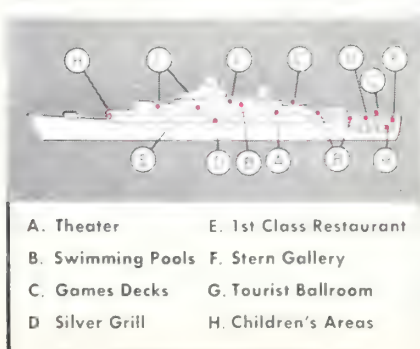 A. Theater
B. Swimming Pools
C. Games Decks
D Silver Grill
E. 1st Class Restaurant
F. Stern Gallery
G. Tourist Ballroom
H. Children's Areas